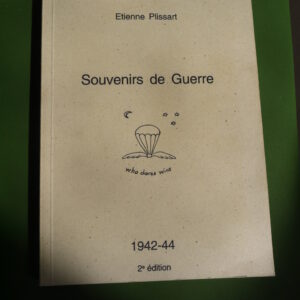 Etienne Plissart
Souvenirs de Guerre
who dares wins
1942-44
2e édition